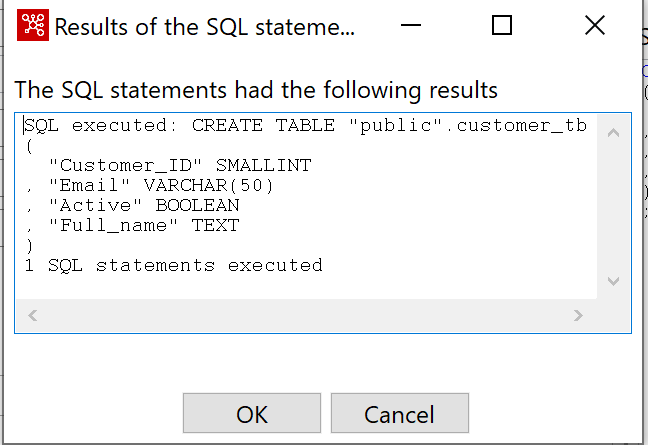 Results of the SQL stateme...
The SQL statements had the following results
SQL executed: CREATE TABLE "public".customer_tb
(
  "Customer_ID" SMALLINT
, "Email" VARCHAR(50)
, "Active" BOOLEAN
, "Full_name" TEXT
)
1 SQL statements executed
OK
Cancel